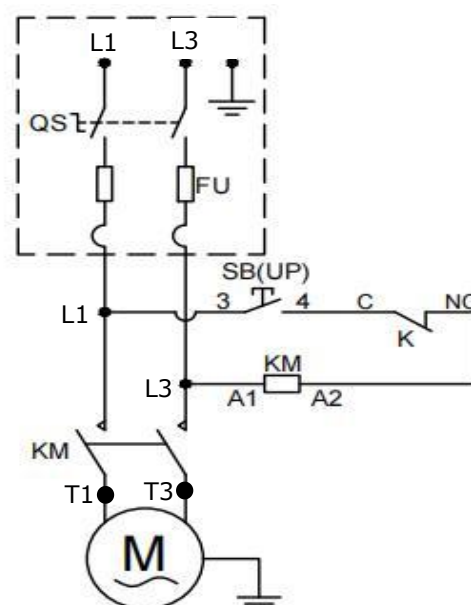 L1 L3
QS
FU
SB(UP)
L1 3 4 C NC
K
L3 KM
A1 A2
KM
T1 T3
M